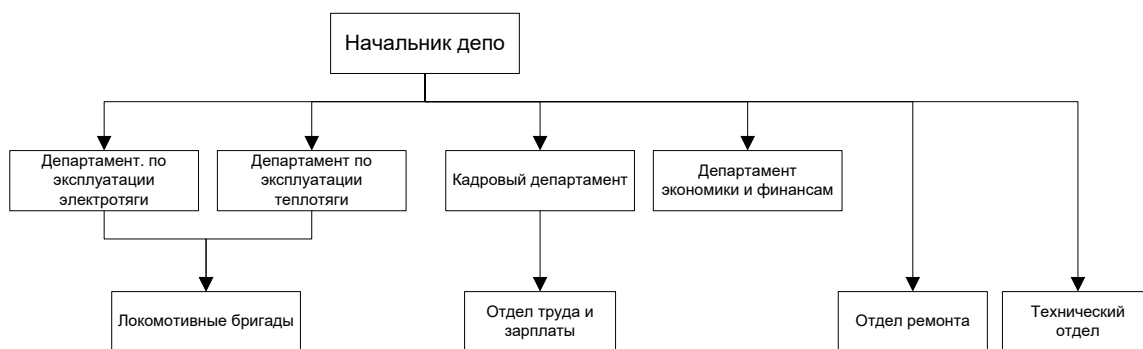 Начальник депо
Департамент. по
эксплуатации
электротяги
Департамент по
эксплуатации
теплотяги
Кадровый департамент
Департамент
экономики и финансам
Локомотивные бригады
Отдел труда и
зарплаты
Отдел ремонта
Технический
отдел